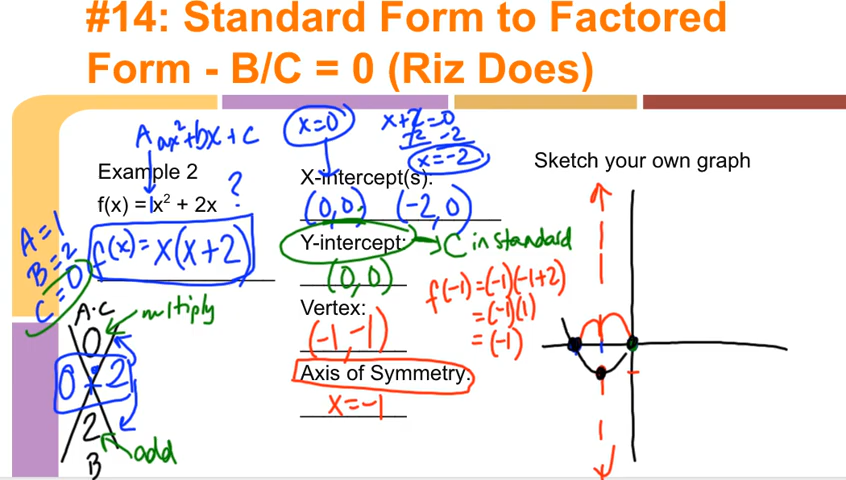 #14: Standard Form to Factored
Form - B/C = 0 (Riz Does)
A ax²+bx+c
x=0
x+2=0
-2 -2
x=-2
Example 2
f(x) = 1x² + 2x ?
f(x)= x(x+2)
A=1
B=2
C=0
A·C
multiply
0
0 2
2
add
B
X-intercept(s):
(0,0) (-2,0)
Y-intercept: → C in standard
(0,0)
Vertex:
(-1,-1)
f(-1)=(-1)(-1+2)
=(-1)(1)
=(-1)
Axis of Symmetry:
x=-1
Sketch your own graph